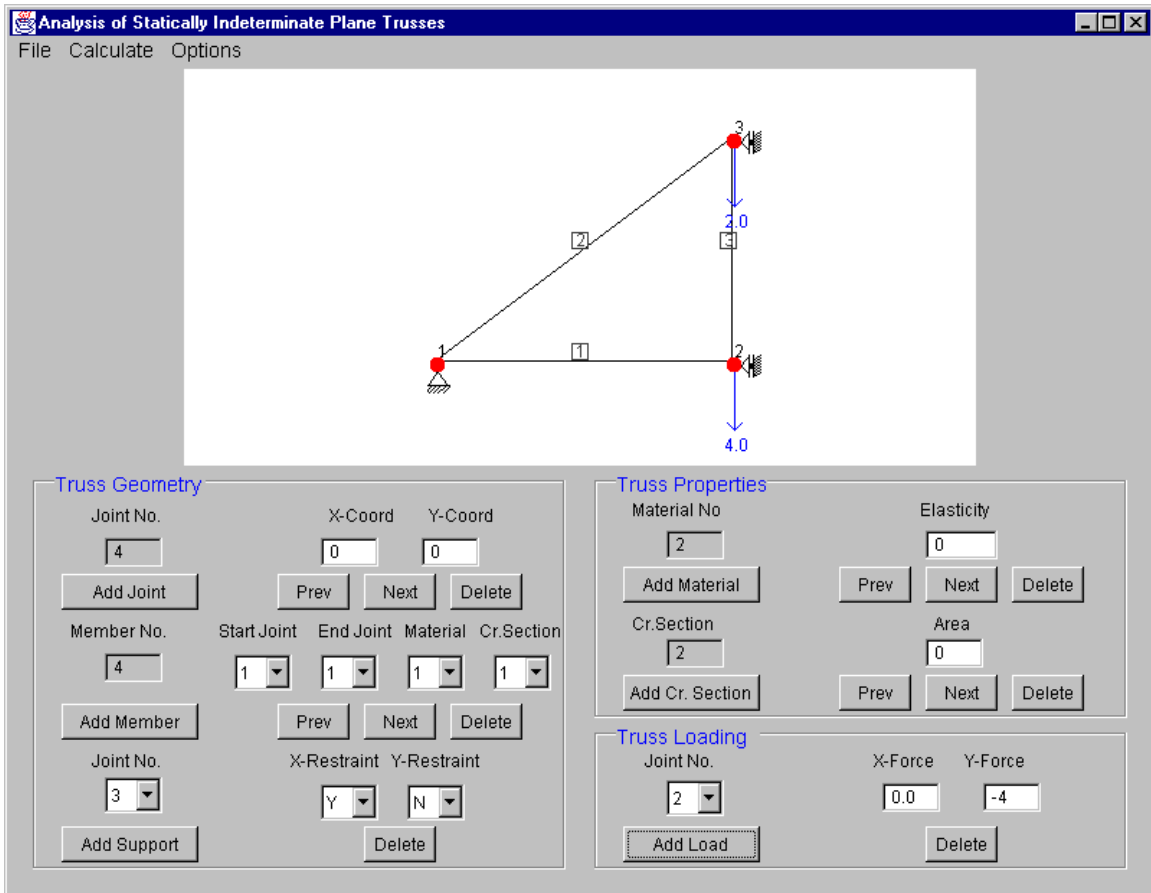 Analysis of Statically Indeterminate Plane Trusses
File Calculate Options
3
2.0
2
3
1
1
2
4.0
Truss Geometry
Joint No. X-Coord Y-Coord
4 0 0
Add Joint Prev Next Delete
Member No. Start Joint End Joint Material Cr.Section
4 1 1 1 1
Add Member Prev Next Delete
Joint No. X-Restraint Y-Restraint
3 Y N
Add Support Delete
Truss Properties
Material No Elasticity
2 0
Add Material Prev Next Delete
Cr.Section Area
2 0
Add Cr. Section Prev Next Delete
Truss Loading
Joint No. X-Force Y-Force
2 0.0 -4
Add Load Delete